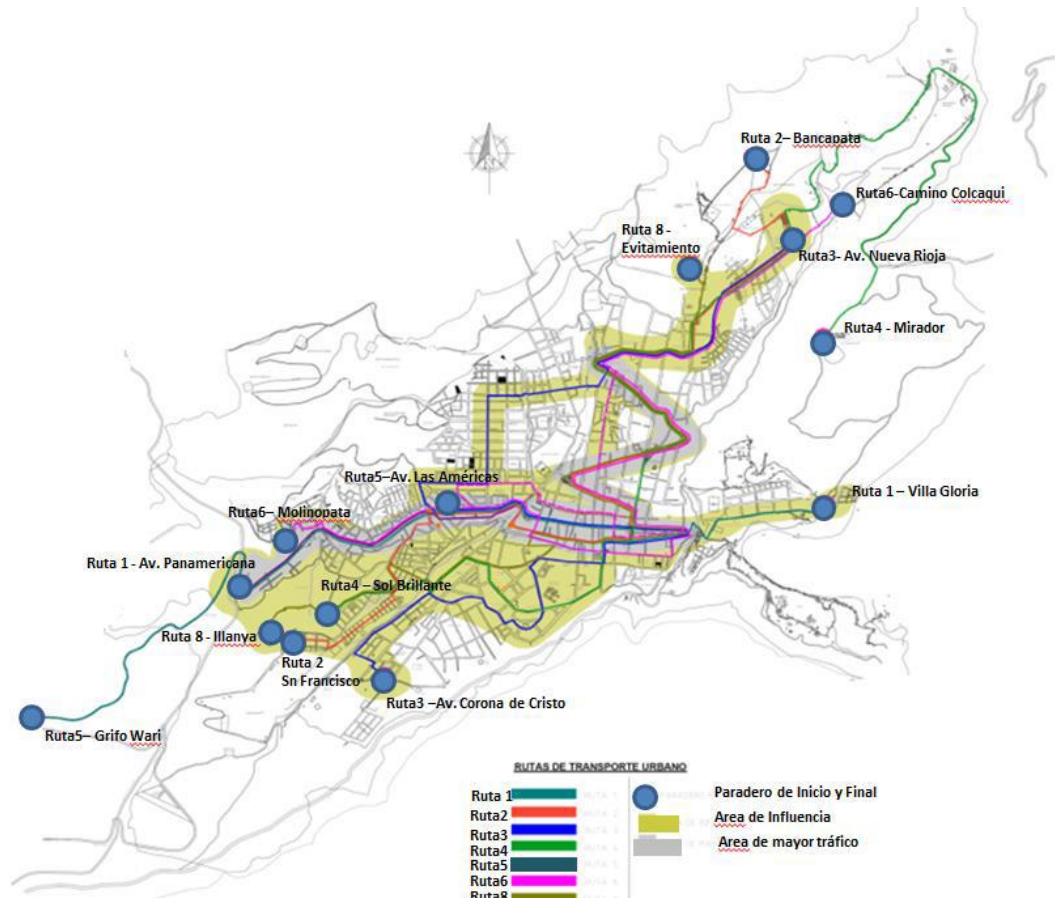 Ruta 2– Bancapata
Ruta6-Camino Colcaqui
Ruta 8 -
Evitamiento
Ruta3- Av. Nueva Rioja
Ruta4 - Mirador
Ruta5–Av. Las Américas
Ruta 1 – Villa Gloria
Ruta6– Molinopata
Ruta 1 - Av. Panamericana
Ruta4 – Sol Brillante
Ruta 8 - Illanya
Ruta 2
Sn Francisco
Ruta3 –Av. Corona de Cristo
Ruta5– Grifo Wari
RUTAS DE TRANSPORTE URBANO
Ruta 1
Ruta2
Ruta3
Ruta4
Ruta5
Ruta6
Ruta8
Paradero de Inicio y Final
Area de Influencia
Area de mayor tráfico